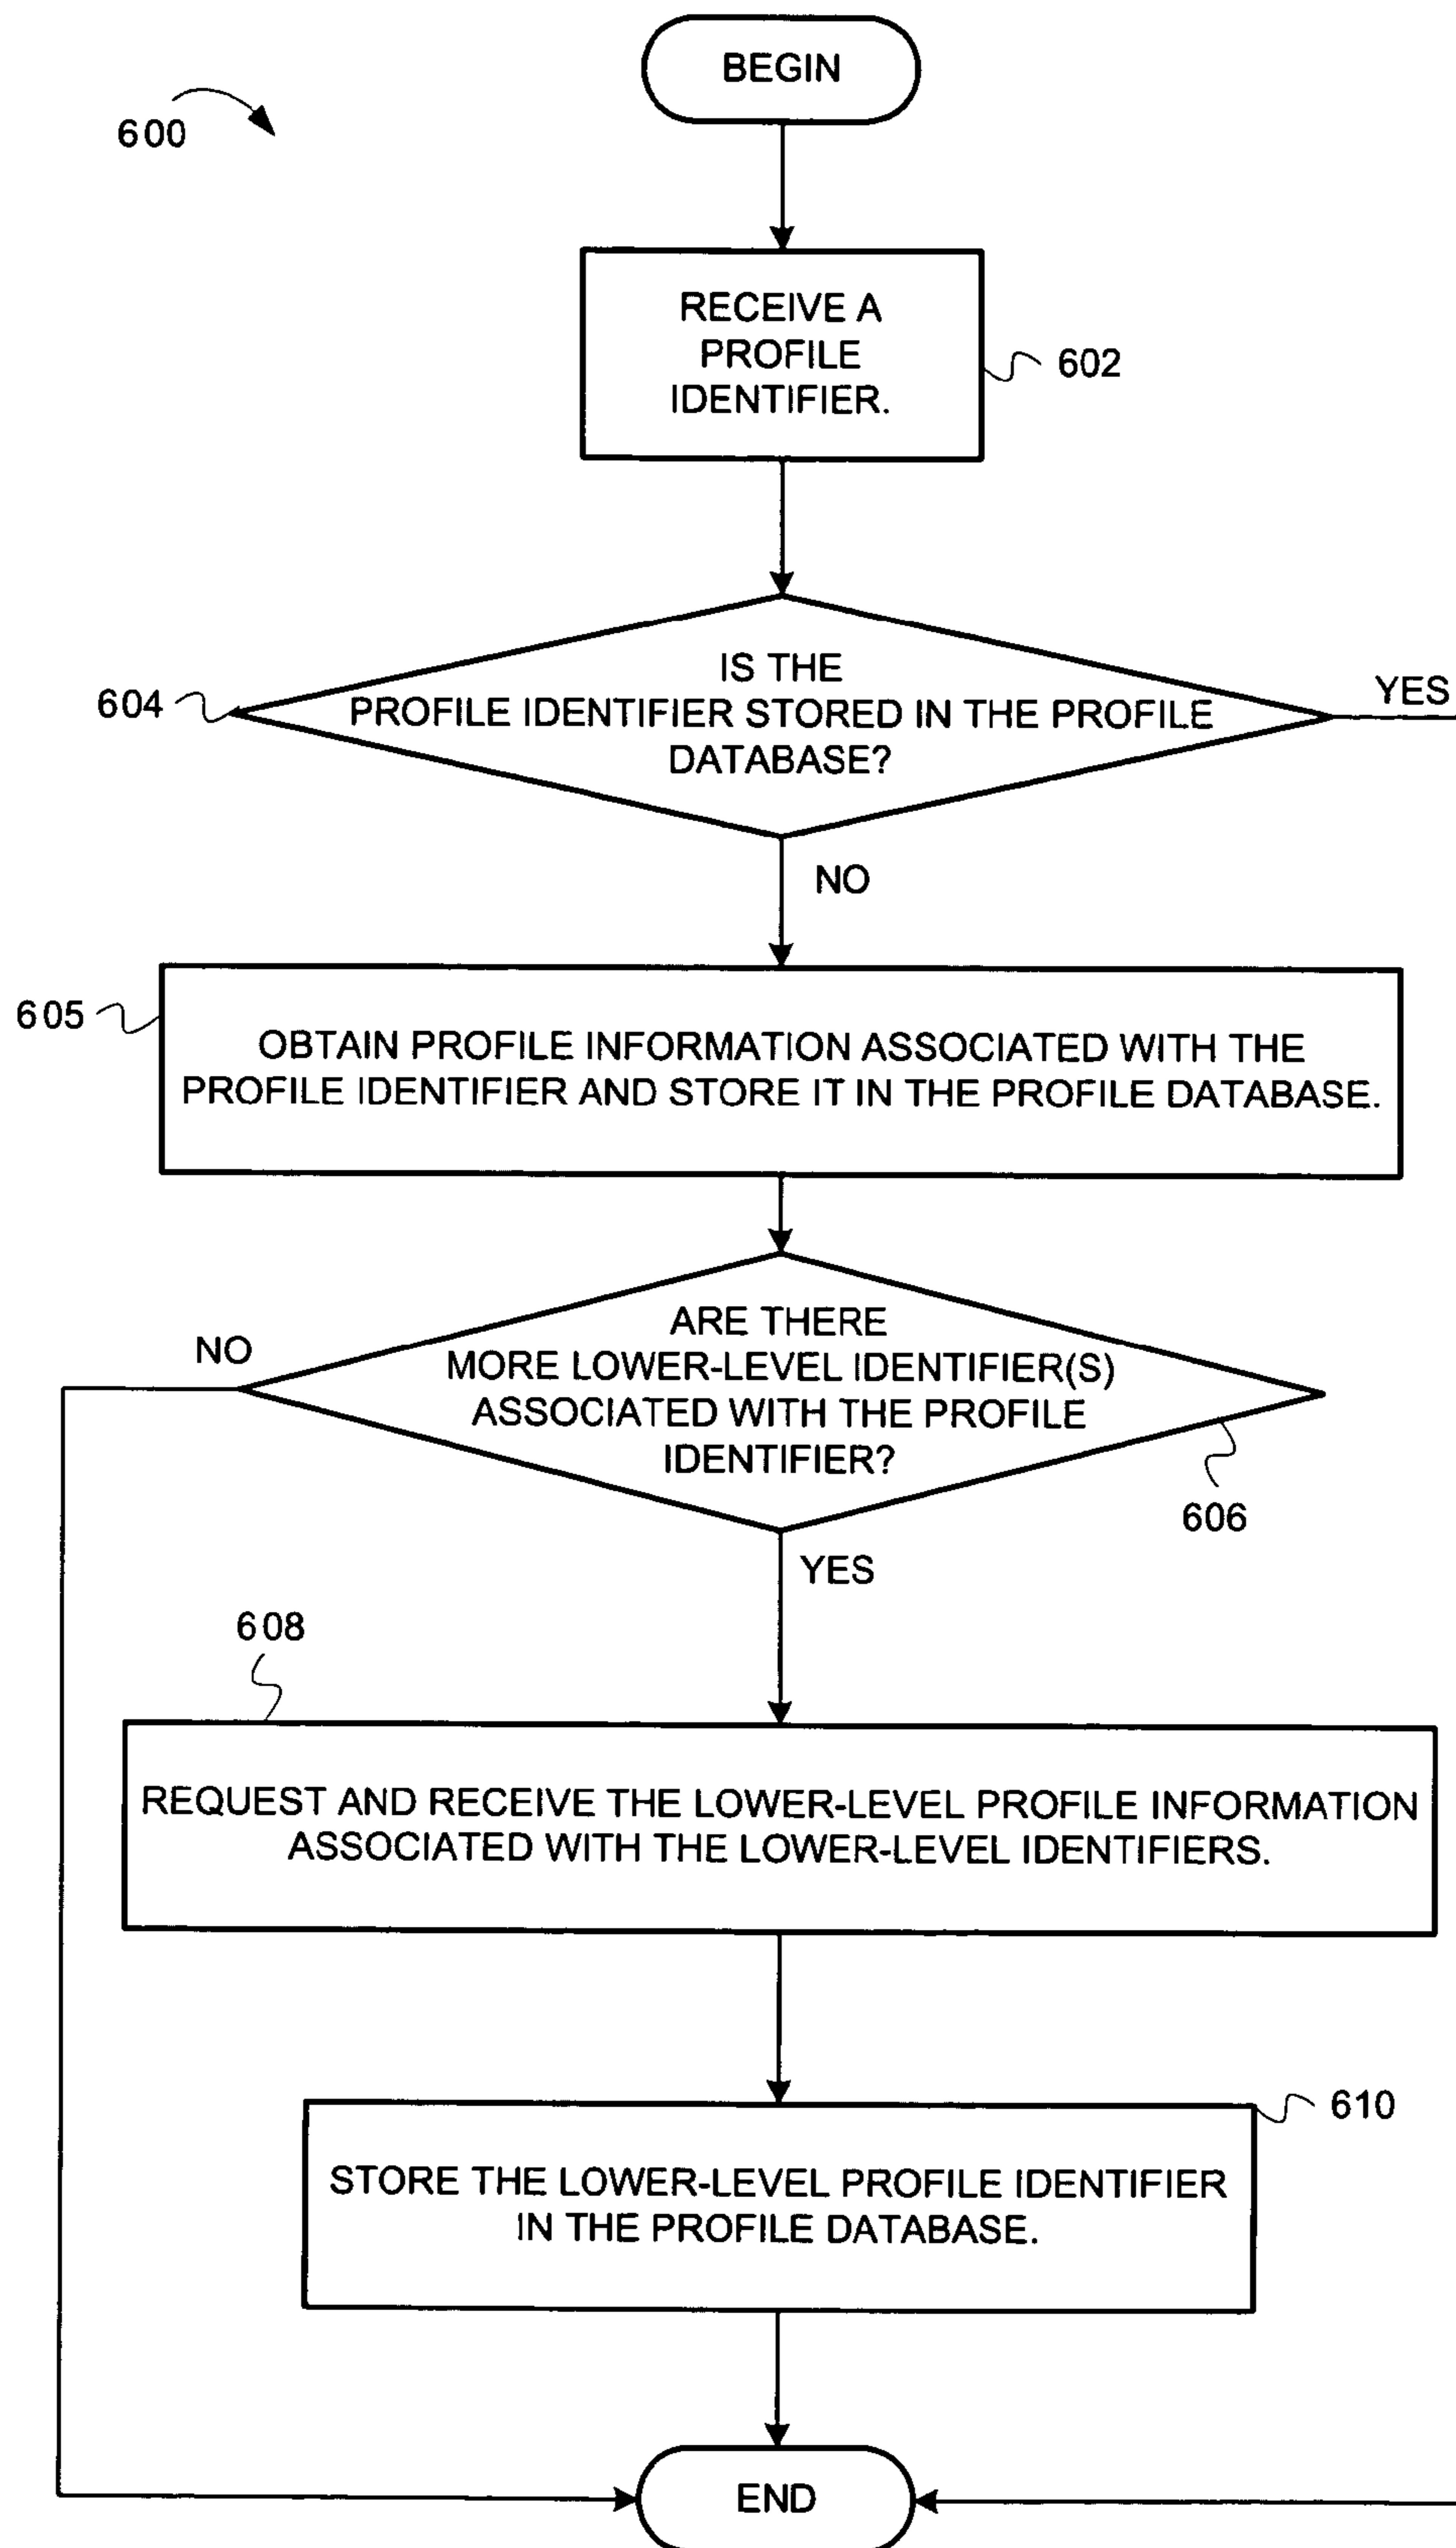 BEGIN
600
RECEIVE A
PROFILE
IDENTIFIER.
602
IS THE
PROFILE IDENTIFIER STORED IN THE PROFILE
DATABASE?
604
YES
NO
605
OBTAIN PROFILE INFORMATION ASSOCIATED WITH THE
PROFILE IDENTIFIER AND STORE IT IN THE PROFILE DATABASE.
ARE THERE
MORE LOWER-LEVEL IDENTIFIER(S)
ASSOCIATED WITH THE PROFILE
IDENTIFIER?
NO
606
YES
608
REQUEST AND RECEIVE THE LOWER-LEVEL PROFILE INFORMATION
ASSOCIATED WITH THE LOWER-LEVEL IDENTIFIERS.
610
STORE THE LOWER-LEVEL PROFILE IDENTIFIER
IN THE PROFILE DATABASE.
END